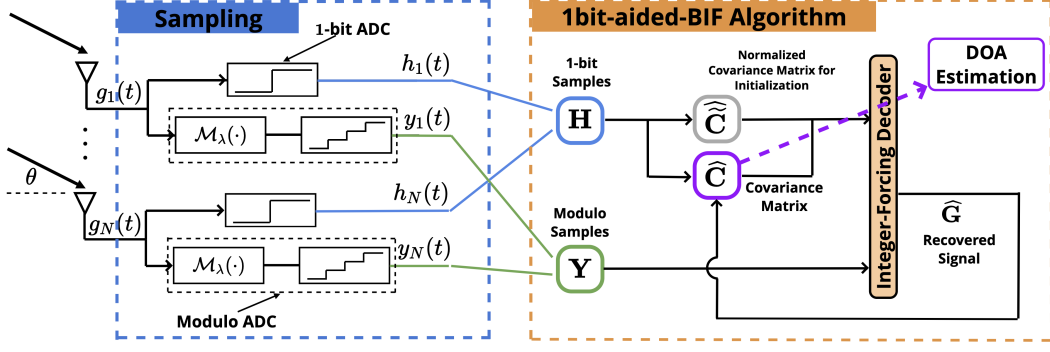 Sampling
1bit-aided-BIF Algorithm
1-bit ADC
h₁(t)
g₁(t)
y₁(t)
ℳ_λ(·)
θ
h_N(t)
g_N(t)
y_N(t)
ℳ_λ(·)
Modulo ADC
1-bit
Samples
H
Modulo
Samples
Y
Normalized
Covariance Matrix for
Initialization
C̃̂
Ĉ
Covariance
Matrix
Integer-Forcing Decoder
DOA
Estimation
Ĝ
Recovered
Signal